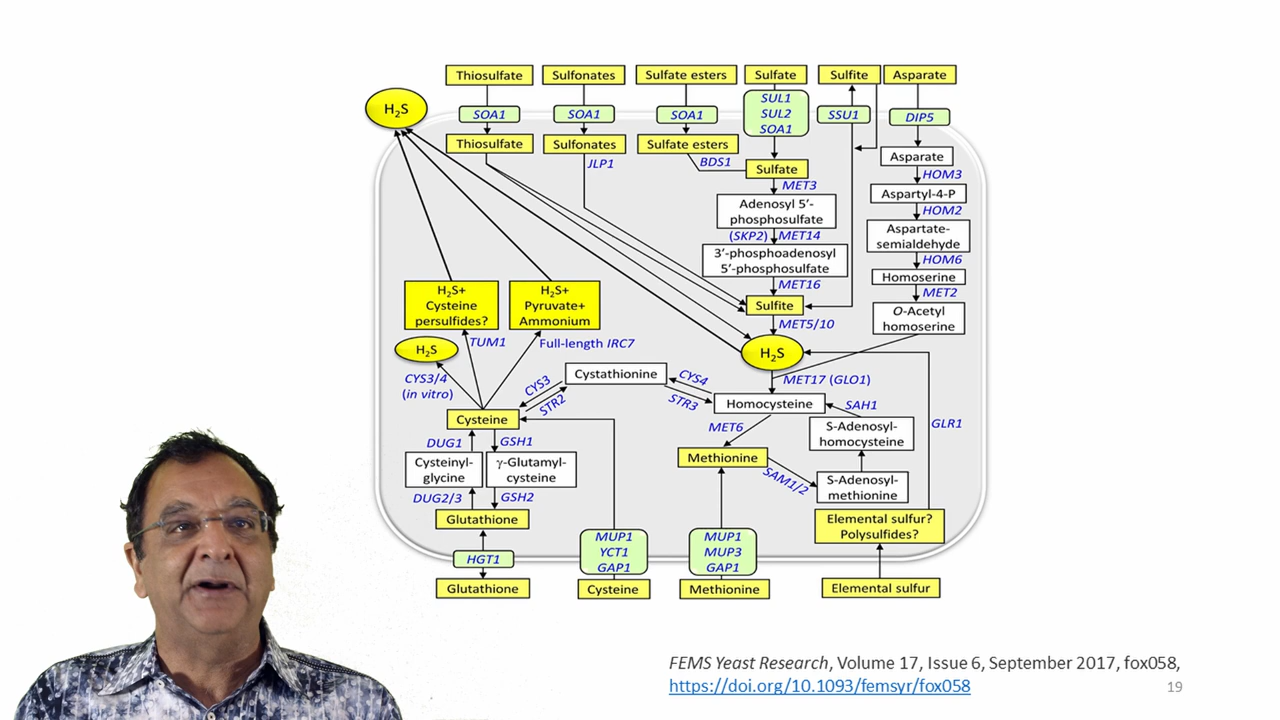 Thiosulfate
Sulfonates
Sulfate esters
Sulfate
Sulfite
Asparate
H₂S
SOA1
SOA1
SOA1
SUL1
SUL2
SOA1
SSU1
DIP5
Thiosulfate
Sulfonates
Sulfate esters
JLP1
BDS1
Sulfate
MET3
Asparate
HOM3
Adenosyl 5′-
phosphosulfate
Aspartyl-4-P
HOM2
(SKP2) MET14
Aspartate-
semialdehyde
3′-phosphoadenosyl
5′-phosphosulfate
HOM6
MET16
Homoserine
MET2
Sulfite
O-Acetyl
homoserine
MET5/10
H₂S+
Cysteine
persulfides?
H₂S+
Pyruvate+
Ammonium
TUM1
Full-length IRC7
H₂S
H₂S
CYS3/4
(in vitro)
CYS3
STR2
Cystathionine
CYS4
STR3
MET17 (GLO1)
Homocysteine
SAH1
MET6
S-Adenosyl-
homocysteine
GLR1
Cysteine
DUG1
GSH1
Cysteinyl-
glycine
γ-Glutamyl-
cysteine
Methionine
SAM1/2
S-Adenosyl-
methionine
DUG2/3
GSH2
Glutathione
Elemental sulfur?
Polysulfides?
HGT1
MUP1
YCT1
GAP1
MUP1
MUP3
GAP1
Glutathione
Cysteine
Methionine
Elemental sulfur
FEMS Yeast Research, Volume 17, Issue 6, September 2017, fox058,
https://doi.org/10.1093/femsyr/fox058
19